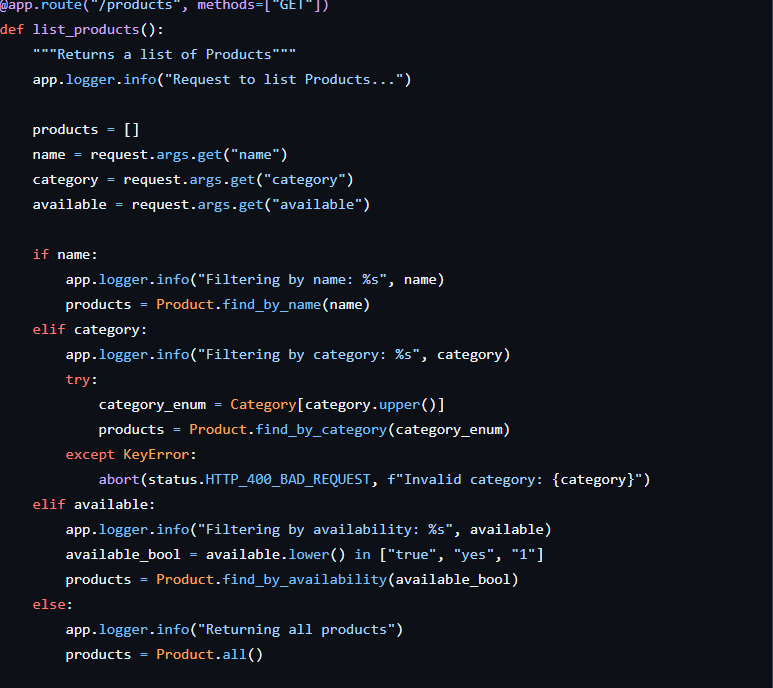 @app.route("/products", methods=["GET"])
def list_products():
    """Returns a list of Products"""
    app.logger.info("Request to list Products...")

    products = []
    name = request.args.get("name")
    category = request.args.get("category")
    available = request.args.get("available")

    if name:
        app.logger.info("Filtering by name: %s", name)
        products = Product.find_by_name(name)
    elif category:
        app.logger.info("Filtering by category: %s", category)
        try:
            category_enum = Category[category.upper()]
            products = Product.find_by_category(category_enum)
        except KeyError:
            abort(status.HTTP_400_BAD_REQUEST, f"Invalid category: {category}")
    elif available:
        app.logger.info("Filtering by availability: %s", available)
        available_bool = available.lower() in ["true", "yes", "1"]
        products = Product.find_by_availability(available_bool)
    else:
        app.logger.info("Returning all products")
        products = Product.all()